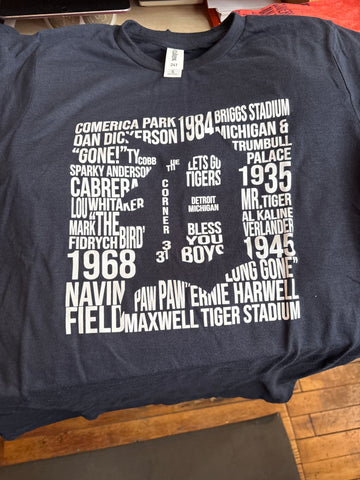 COMERICA PARK 1984 BRIGGS STADIUM
DAN DICKERSON MICHIGAN &
"GONE!" TY COBB THE LETS GO TRUMBULL
SPARKY ANDERSON TIGERS PALACE
CABRERA CORNER DETROIT MICHIGAN 1935
LOU WHITAKER MR. TIGER
MARK "THE BIRD' FIDRYCH AL KALINE
BLESS YOU BOYS VERLANDER
1968 3 31 1945
LONG GONE"
NAVIN FIELD PAW PAW ERNIE HARWELL
MAXWELL TIGER STADIUM